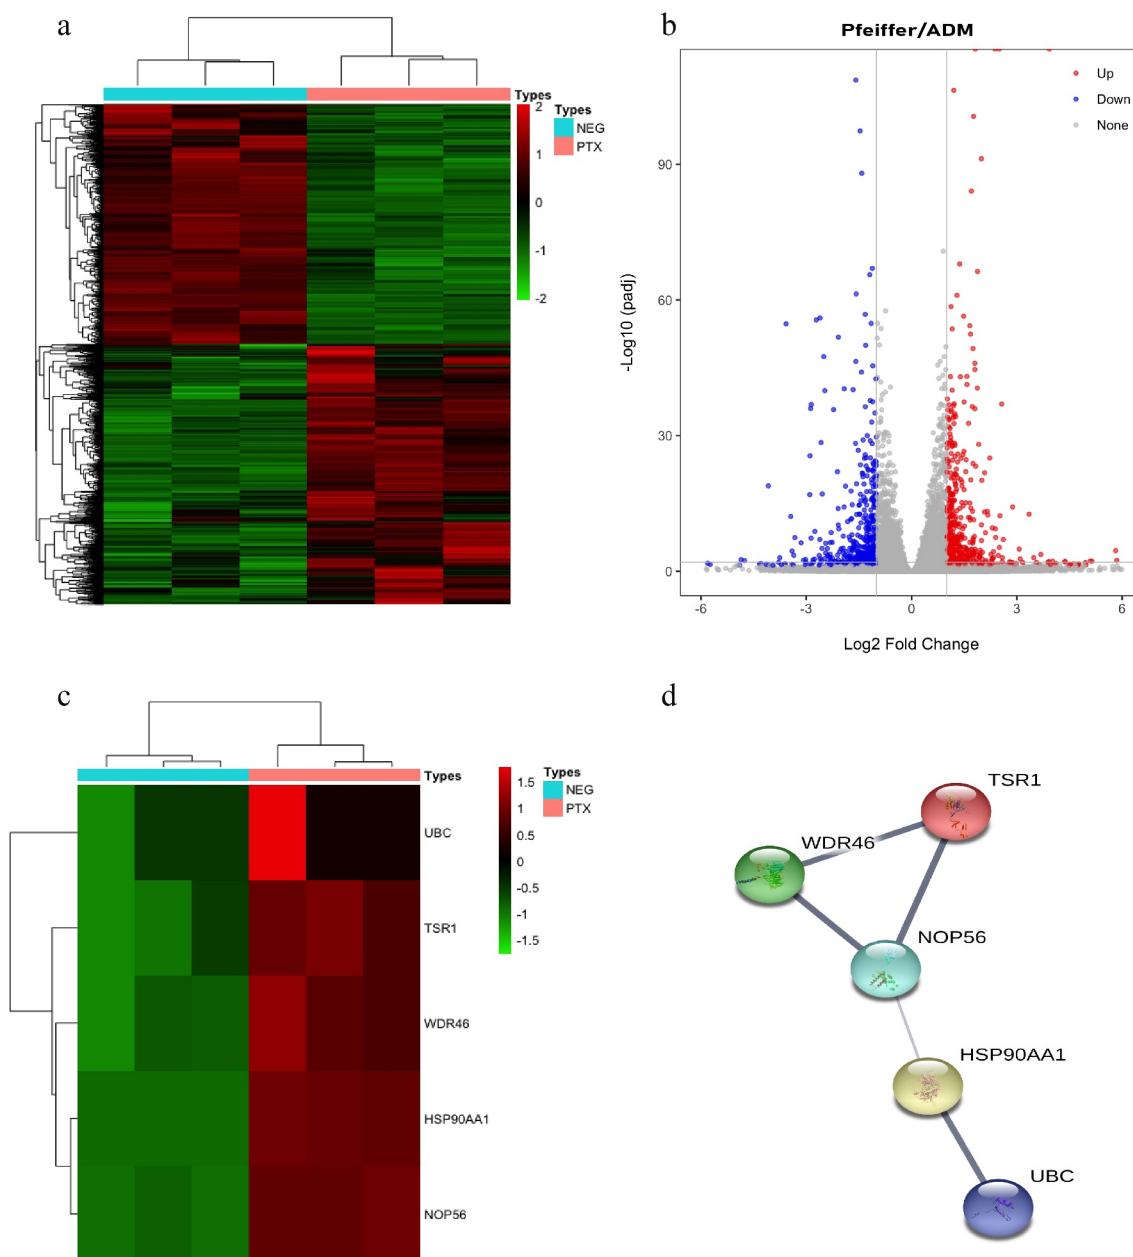 a
Types
2
1
0
-1
-2
Types
NEG
PTX
b
Pfeiffer/ADM
Up
Down
None
-Log10 (padj)
90
60
30
0
-6
-3
0
3
6
Log2 Fold Change
c
Types
UBC
TSR1
WDR46
HSP90AA1
NOP56
1.5
1
0.5
0
-0.5
-1
-1.5
Types
NEG
PTX
d
TSR1
WDR46
NOP56
HSP90AA1
UBC